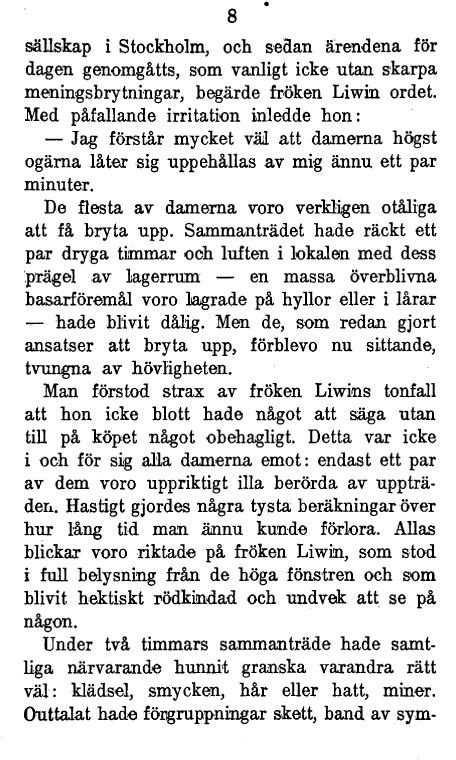 8
sällskap i Stockholm, och sedan ärendena för
dagen genomgåtts, som vanligt icke utan skarpa
meningsbrytningar, begärde fröken Liwin ordet.
Med påfallande irritation inledde hon:
— Jag förstår mycket väl att damerna högst
ogärna låter sig uppehållas av mig ännu ett par
minuter.
De flesta av damerna voro verkligen otåliga
att få bryta upp. Sammanträdet hade räckt ett
par dryga timmar och luften i lokalen med dess
prägel av lagerrum — en massa överblivna
basarföremål voro lagrade på hyllor eller i lårar
— hade blivit dålig. Men de, som redan gjort
ansatser att bryta upp, förblevo nu sittande,
tvungna av hövligheten.
Man förstod strax av fröken Liwins tonfall
att hon icke blott hade något att säga utan
till på köpet något obehagligt. Detta var icke
i och för sig alla damerna emot: endast ett par
av dem voro uppriktigt illa berörda av uppträ-
den. Hastigt gjordes några tysta beräkningar över
hur lång tid man ännu kunde förlora. Allas
blickar voro riktade på fröken Liwin, som stod
i full belysning från de höga fönstren och som
blivit hektiskt rödkindad och undvek att se på
någon.
Under två timmars sammanträde hade samt-
liga närvarande hunnit granska varandra rätt
väl: klädsel, smycken, hår eller hatt, miner.
Outtalat hade förgruppningar skett, band av sym-